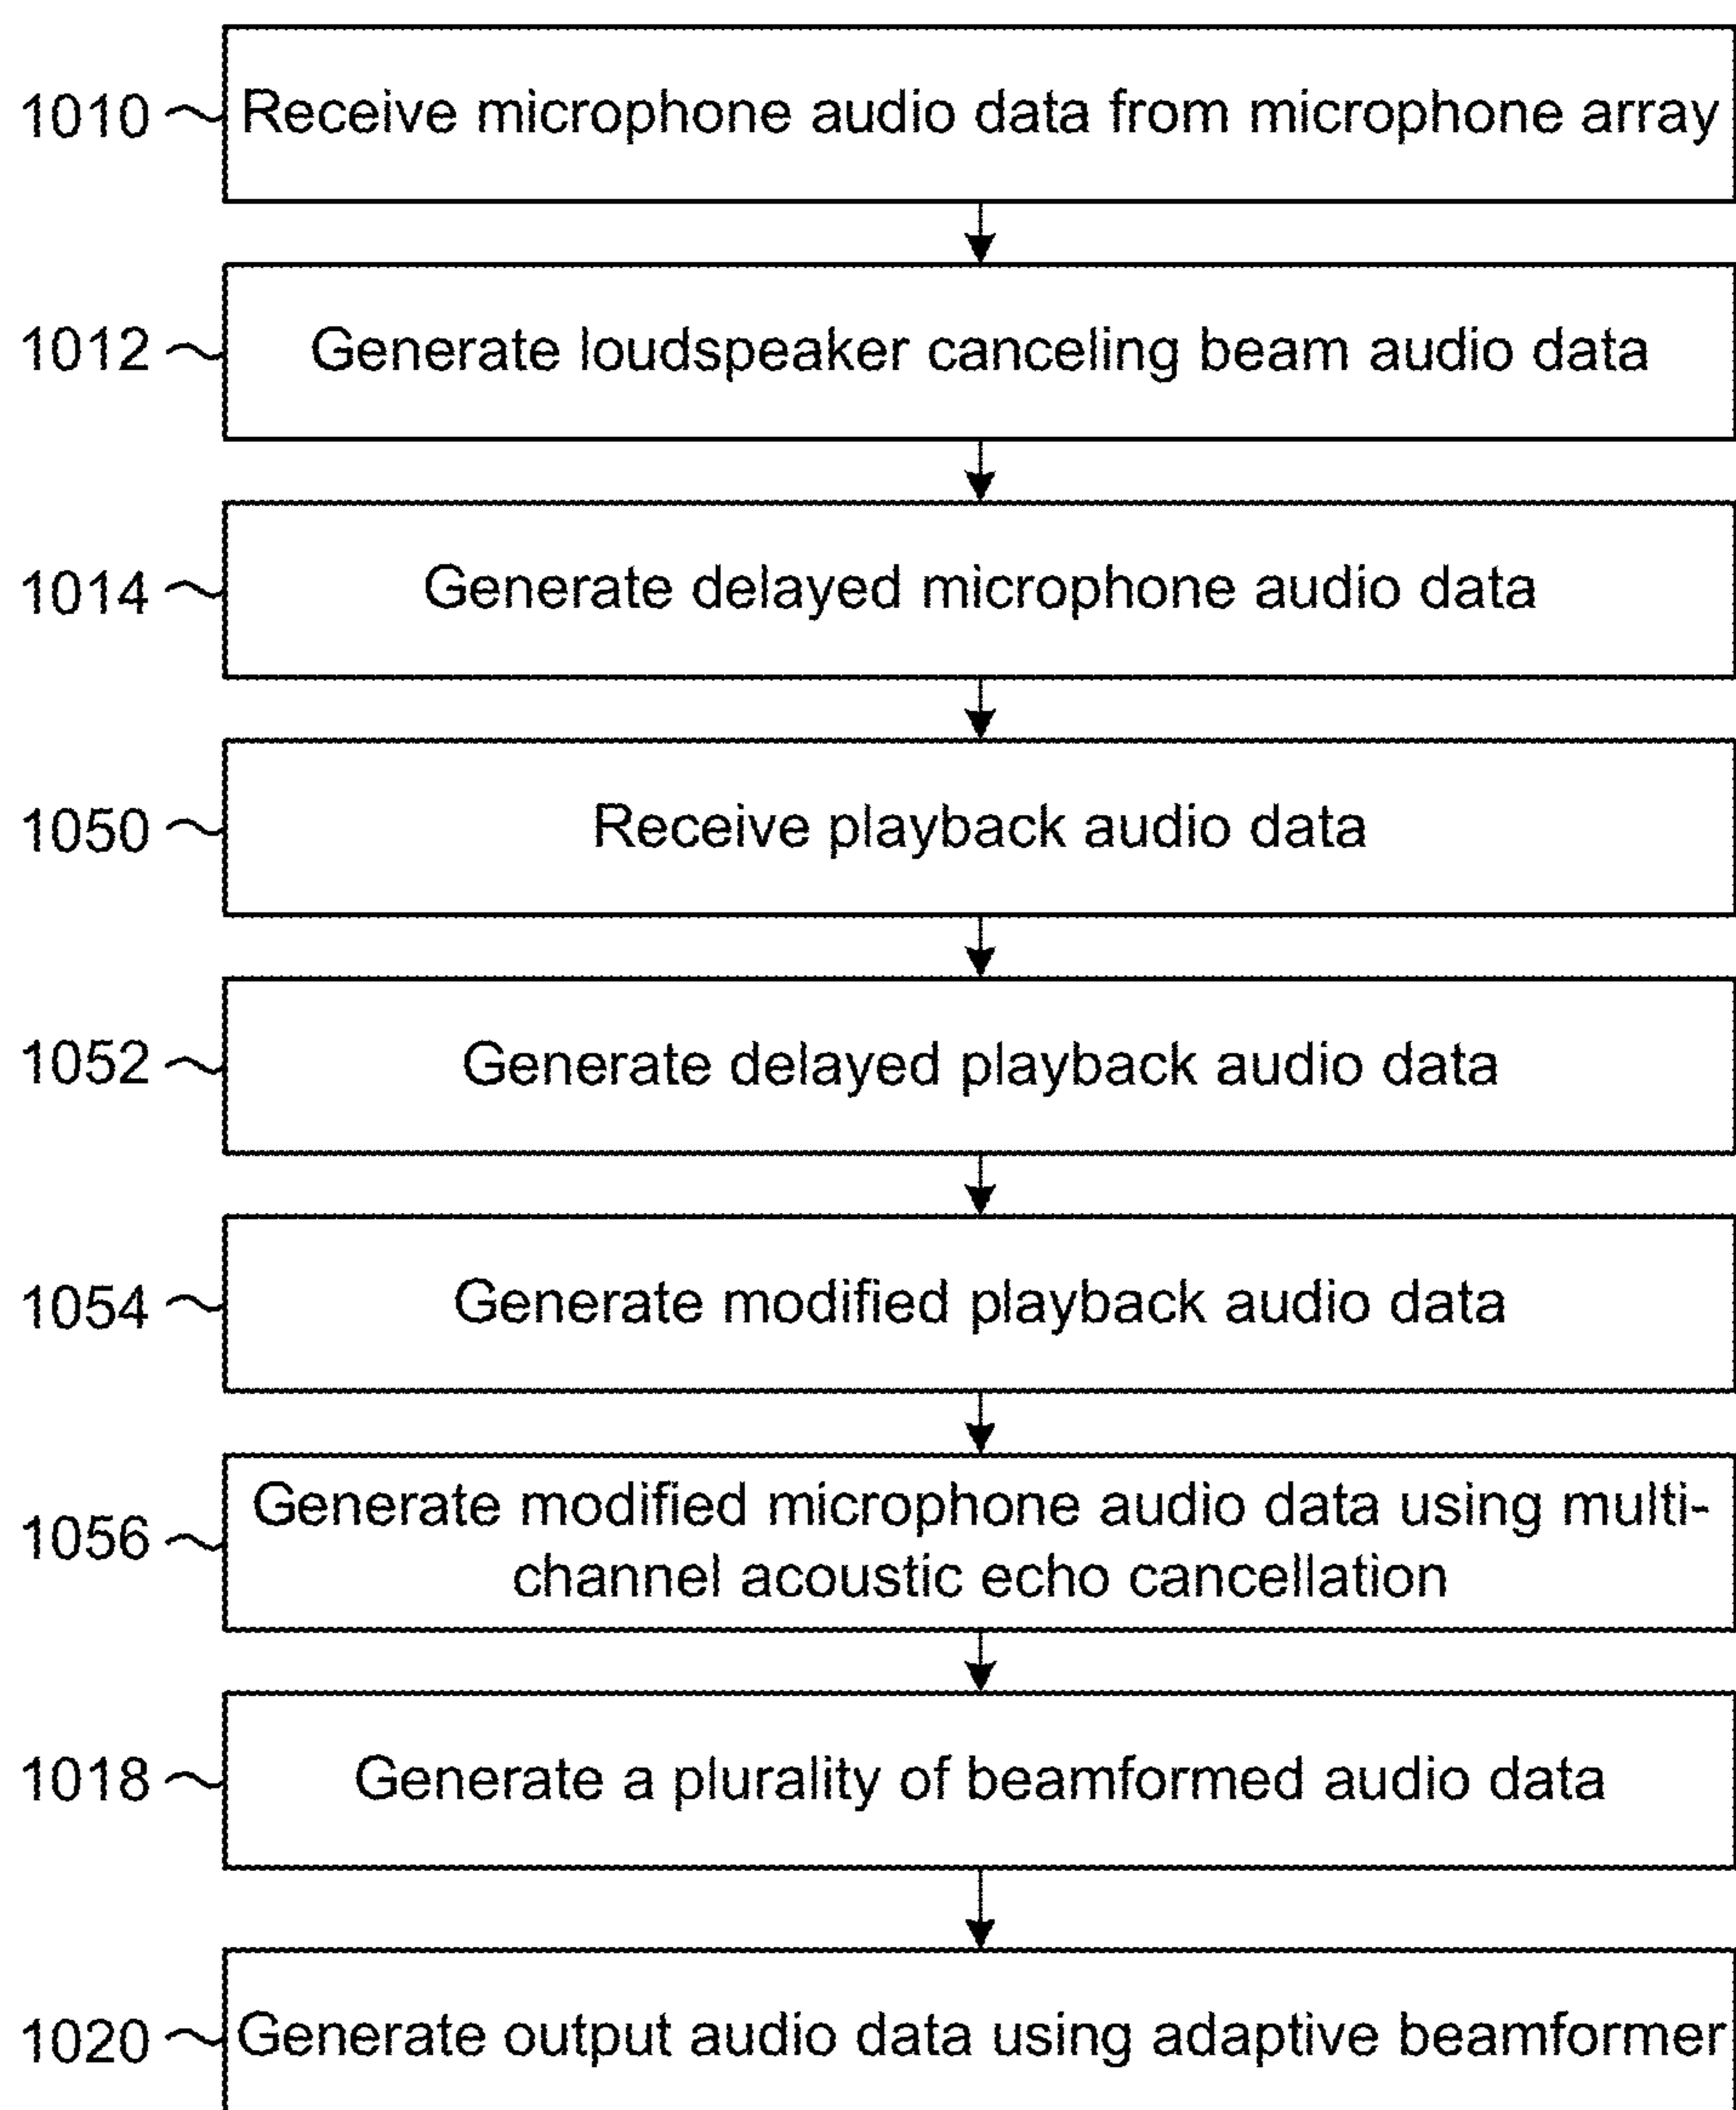 1010 Receive microphone audio data from microphone array
1012 Generate loudspeaker canceling beam audio data
1014 Generate delayed microphone audio data
1050 Receive playback audio data
1052 Generate delayed playback audio data
1054 Generate modified playback audio data
1056 Generate modified microphone audio data using multi-
channel acoustic echo cancellation
1018 Generate a plurality of beamformed audio data
1020 Generate output audio data using adaptive beamformer